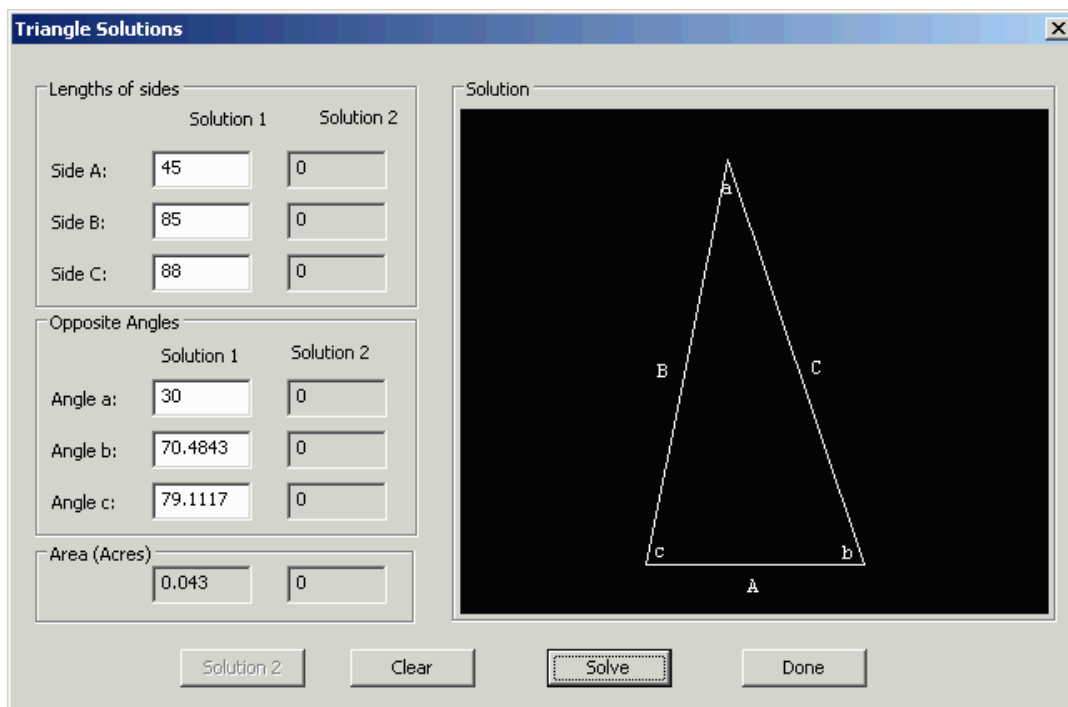 Triangle Solutions
Lengths of sides
Solution 1 Solution 2
Side A: 45 0
Side B: 85 0
Side C: 88 0
Opposite Angles
Solution 1 Solution 2
Angle a: 30 0
Angle b: 70.4843 0
Angle c: 79.1117 0
Area (Acres)
0.043 0
Solution
a
B C
c b
A
Solution 2 Clear Solve Done